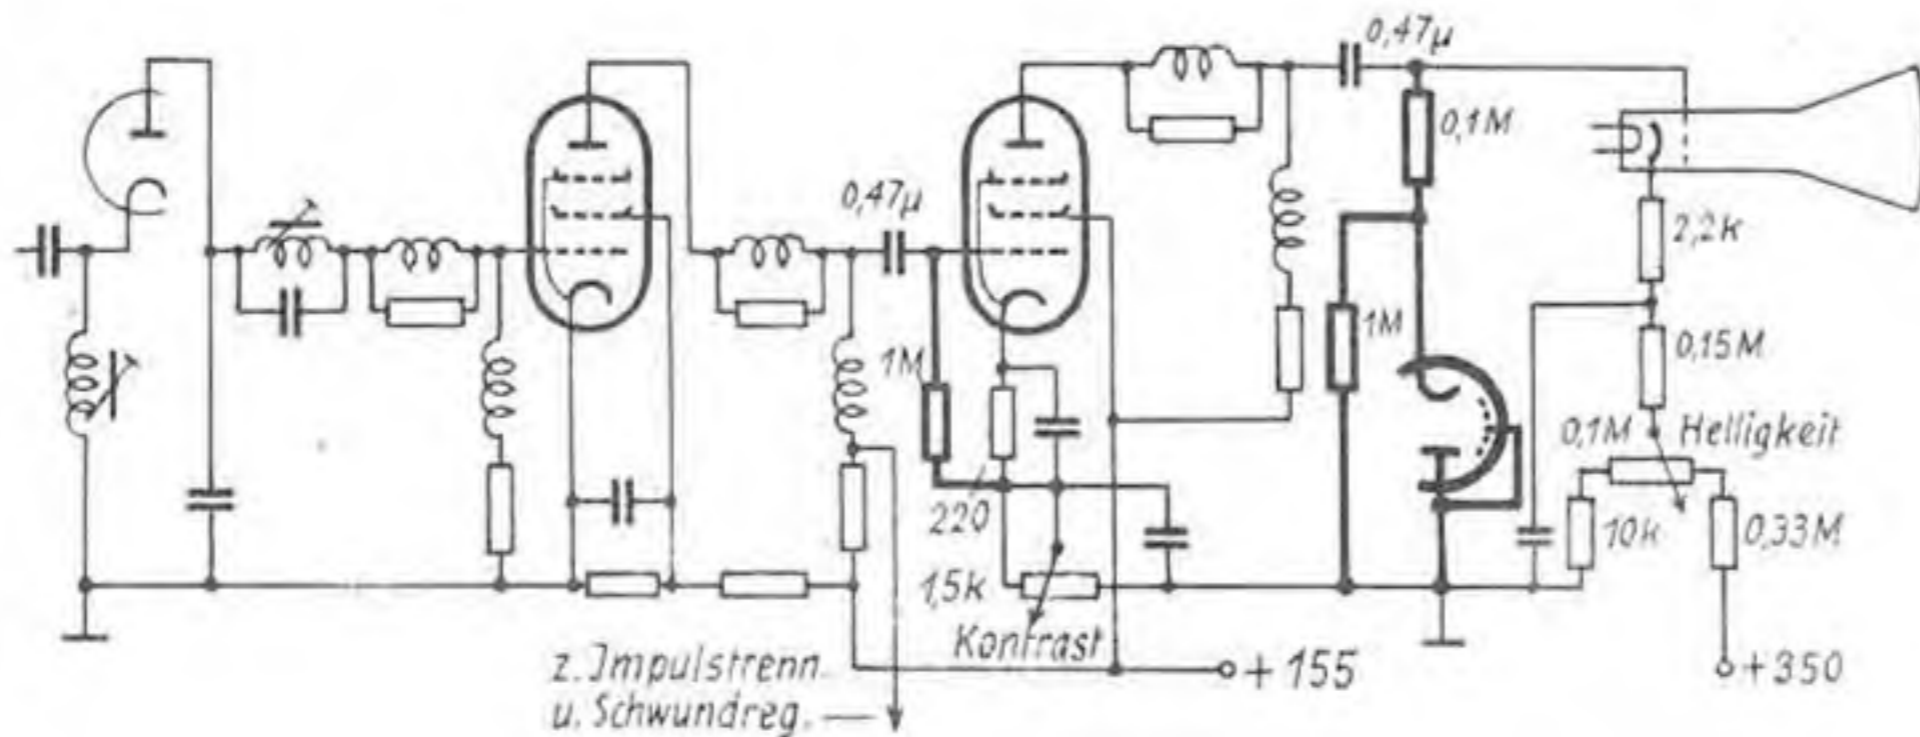 0,47μ
0,1M
0,47μ
2,2k
1M
1M
0,15M
0,1M Helligkeit
220
10k
0,33M
1,5k
Kontrast
z. Impulstrenn.
u. Schwundreg.
+ 155
+350